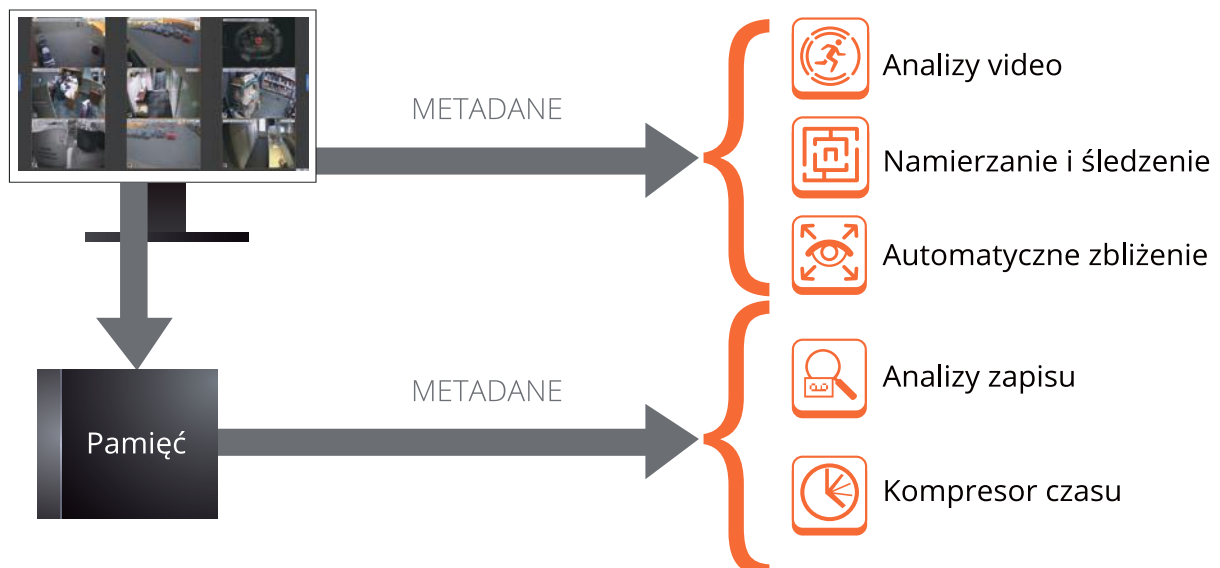 METADANE
Analizy video
Namierzanie i śledzenie
Automatyczne zbliżenie
Pamięć
METADANE
Analizy zapisu
Kompresor czasu